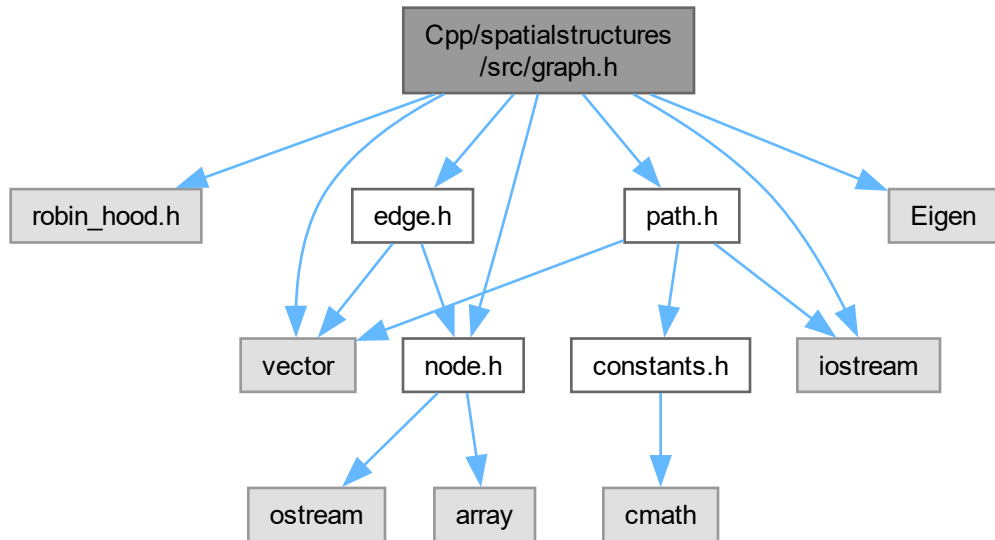 Cpp/spatialstructures
/src/graph.h
robin_hood.h
edge.h
path.h
Eigen
vector
node.h
constants.h
iostream
ostream
array
cmath